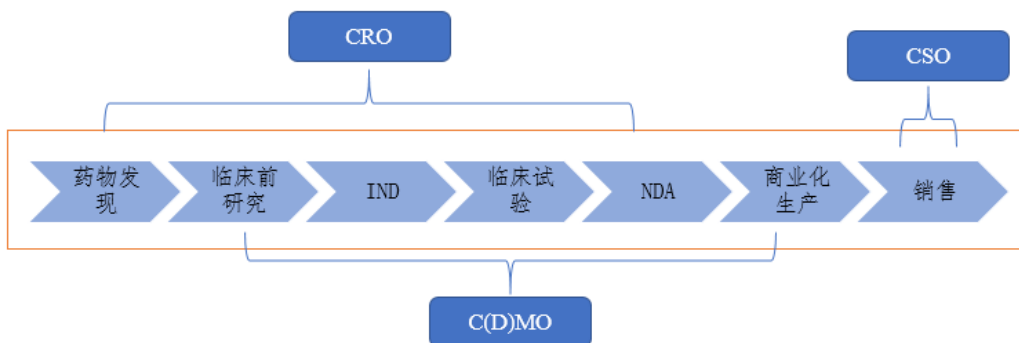 CRO
CSO
药物发
现
临床前
研究
IND
临床试
验
NDA
商业化
生产
销售
C(D)MO